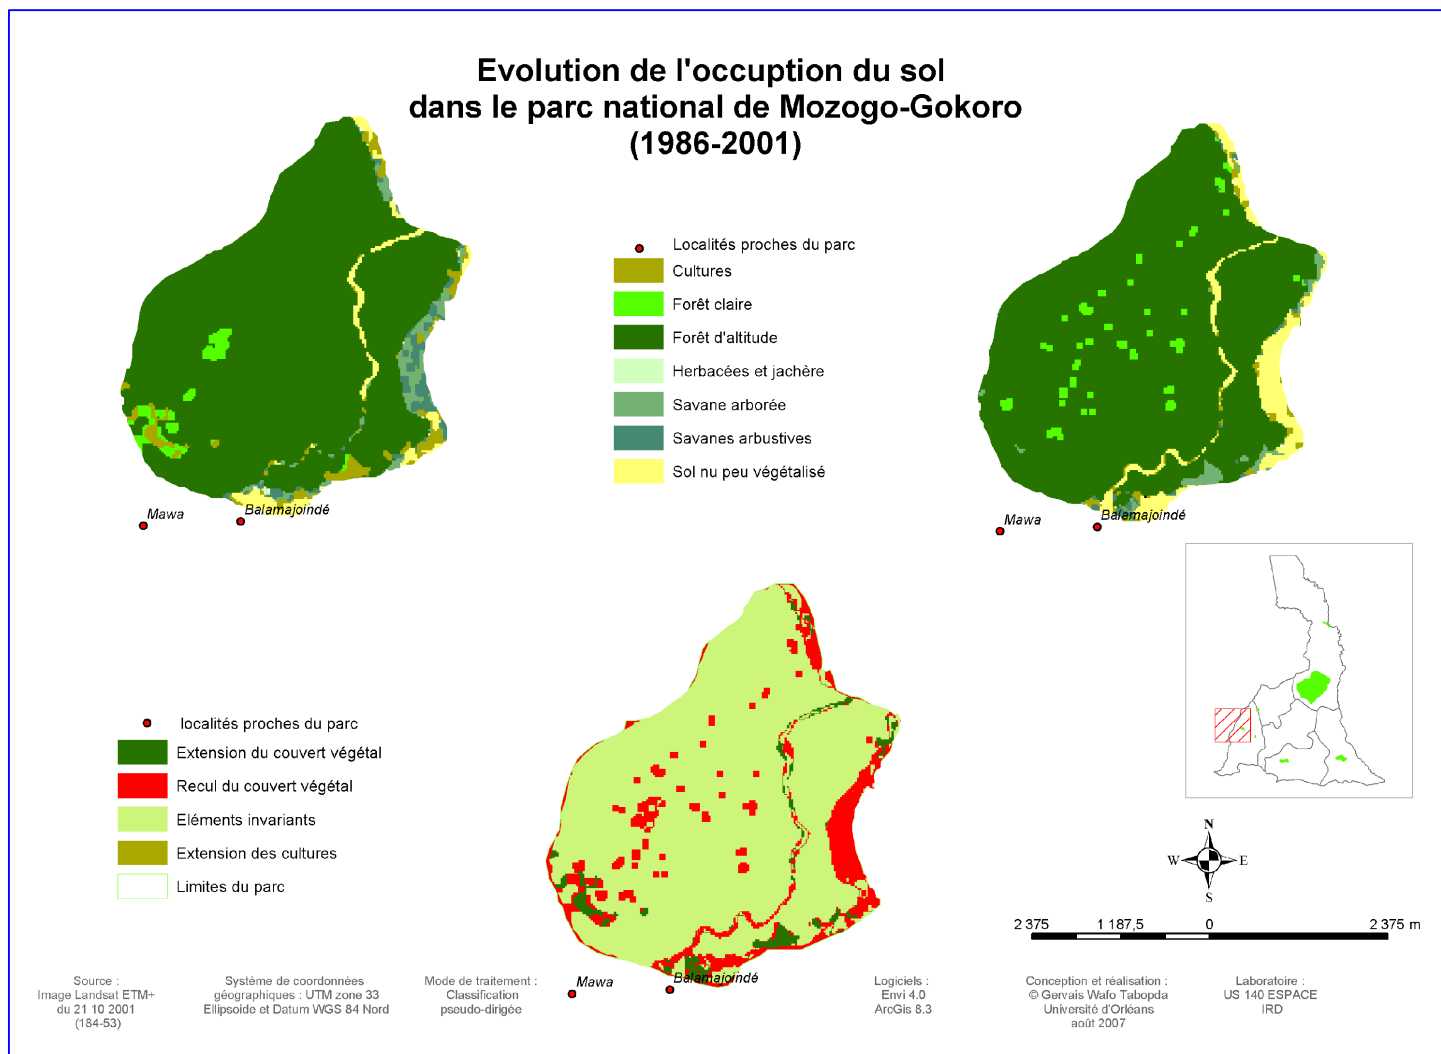 Evolution de l'occuption du sol
dans le parc national de Mozogo-Gokoro
(1986-2001)
Localités proches du parc
Cultures
Forêt claire
Forêt d'altitude
Herbacées et jachère
Savane arborée
Savanes arbustives
Sol nu peu végétalisé
Mawa
Balamajoindé
Mawa
Balamajoindé
localités proches du parc
Extension du couvert végétal
Recul du couvert végétal
Eléments invariants
Extension des cultures
Limites du parc
Mawa
Balamajoindé
N
W E
S
2 375 1 187,5 0 2 375 m
Source :
Image Landsat ETM+
du 21 10 2001
(184-53)
Système de coordonnées
géographiques : UTM zone 33
Ellipsoide et Datum WGS 84 Nord
Mode de traitement :
Classification
pseudo-dirigée
Logiciels :
Envi 4.0
ArcGis 8.3
Conception et réalisation :
© Gervais Wafo Tabopda
Université d'Orléans
août 2007
Laboratoire :
US 140 ESPACE
IRD